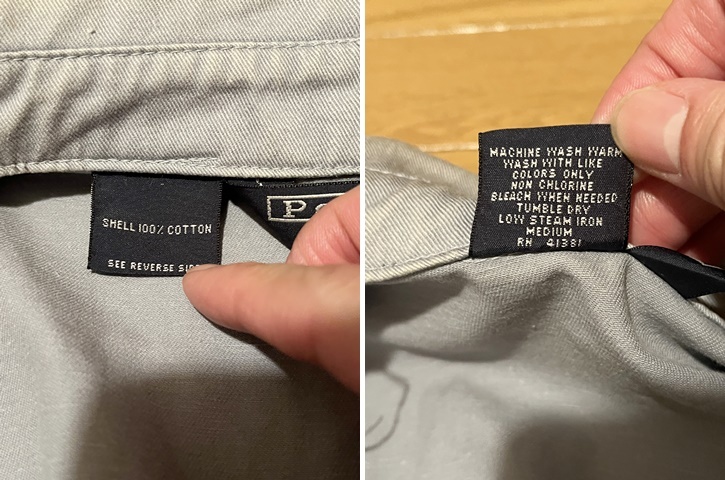 SHELL 100% COTTON
SEE REVERSE
MACHINE WASH WARM
WASH WITH LIKE
COLORS ONLY
NON CHLORINE
BLEACH WHEN NEEDED
TUMBLE DRY
LOW STEAM IRON
MEDIUM
RN 41381